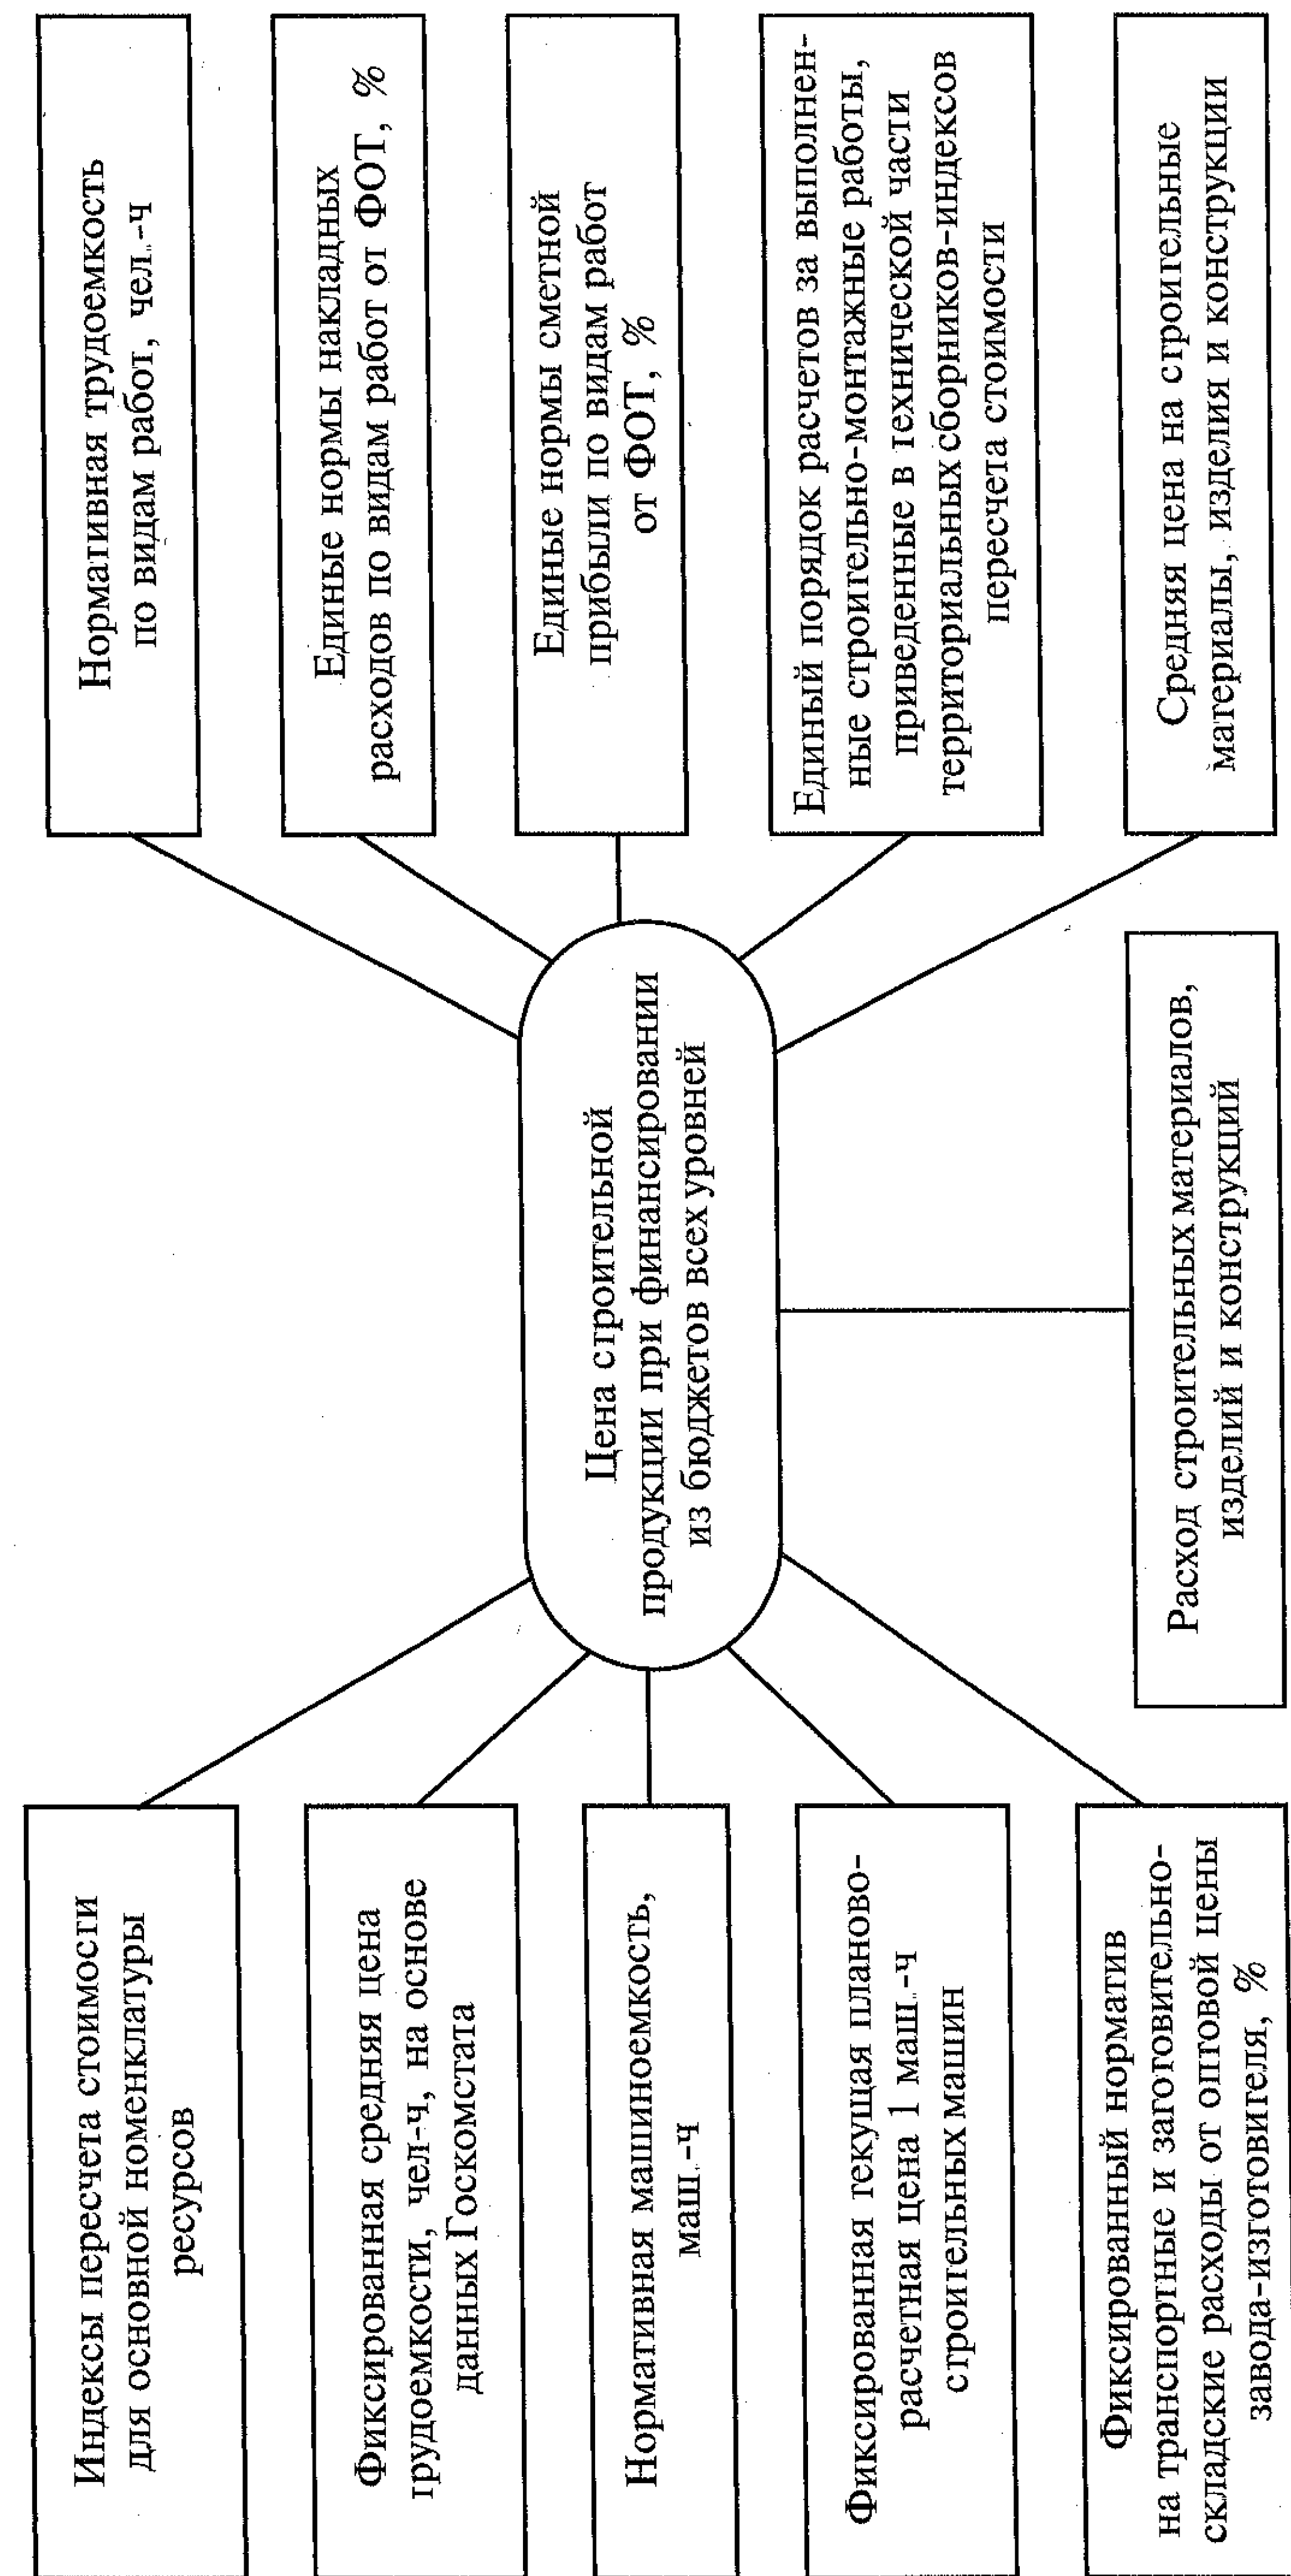 Индексы пересчета стоимости
для основной номенклатуры
ресурсов
Фиксированная средняя цена
трудоемкости, чел-ч, на основе
данных Госкомстата
Нормативная машиноемкость,
маш.-ч
Фиксированная текущая планово-
расчетная цена 1 маш.-ч
строительных машин
Фиксированный норматив
на транспортные и заготовительно-
складские расходы от оптовой цены
завода-изготовителя, %
Цена строительной
продукции при финансировании
из бюджетов всех уровней
Расход строительных материалов,
изделий и конструкций
Нормативная трудоемкость
по видам работ, чел.-ч
Единые нормы накладных
расходов по видам работ от ФОТ, %
Единые нормы сметной
прибыли по видам работ
от ФОТ, %
Единый порядок расчетов за выполнен-
ные строительно-монтажные работы,
приведенные в технической части
территориальных сборников-индексов
пересчета стоимости
Средняя цена на строительные
материалы, изделия и конструкции